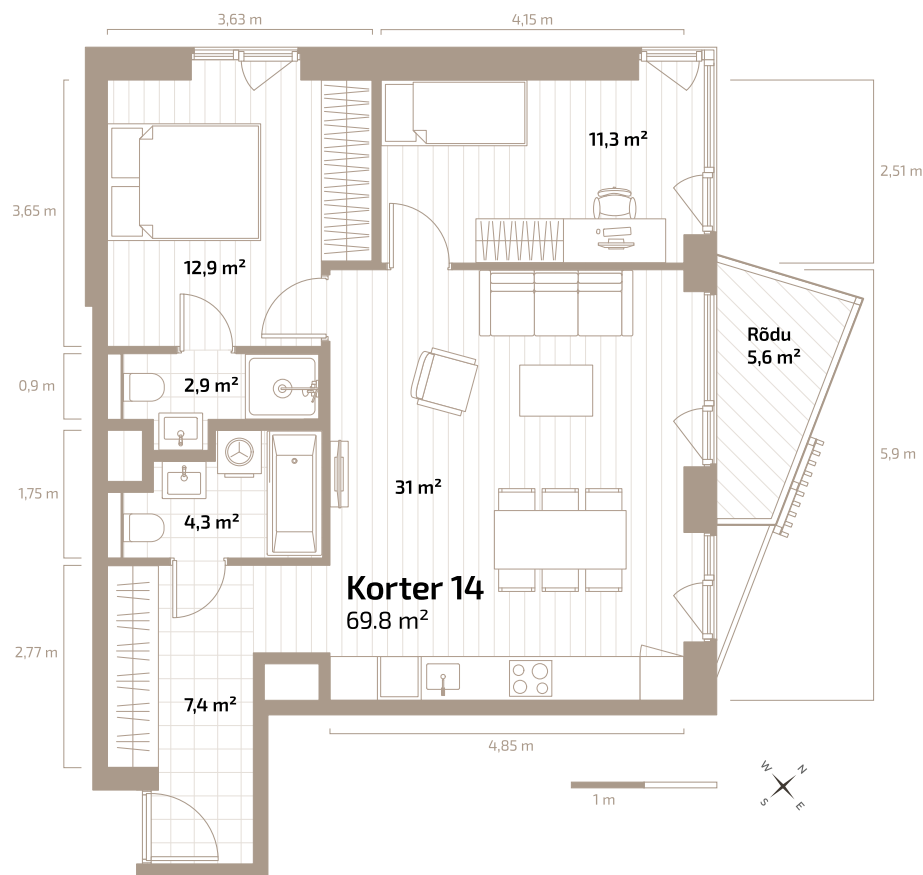 3,63 m
4,15 m
11,3 m²
2,51 m
3,65 m
12,9 m²
Rõdu
5,6 m²
0,9 m
2,9 m²
5,9 m
31 m²
1,75 m
4,3 m²
Korter 14
69.8 m²
2,77 m
7,4 m²
4,85 m
W
N
S
E
1 m